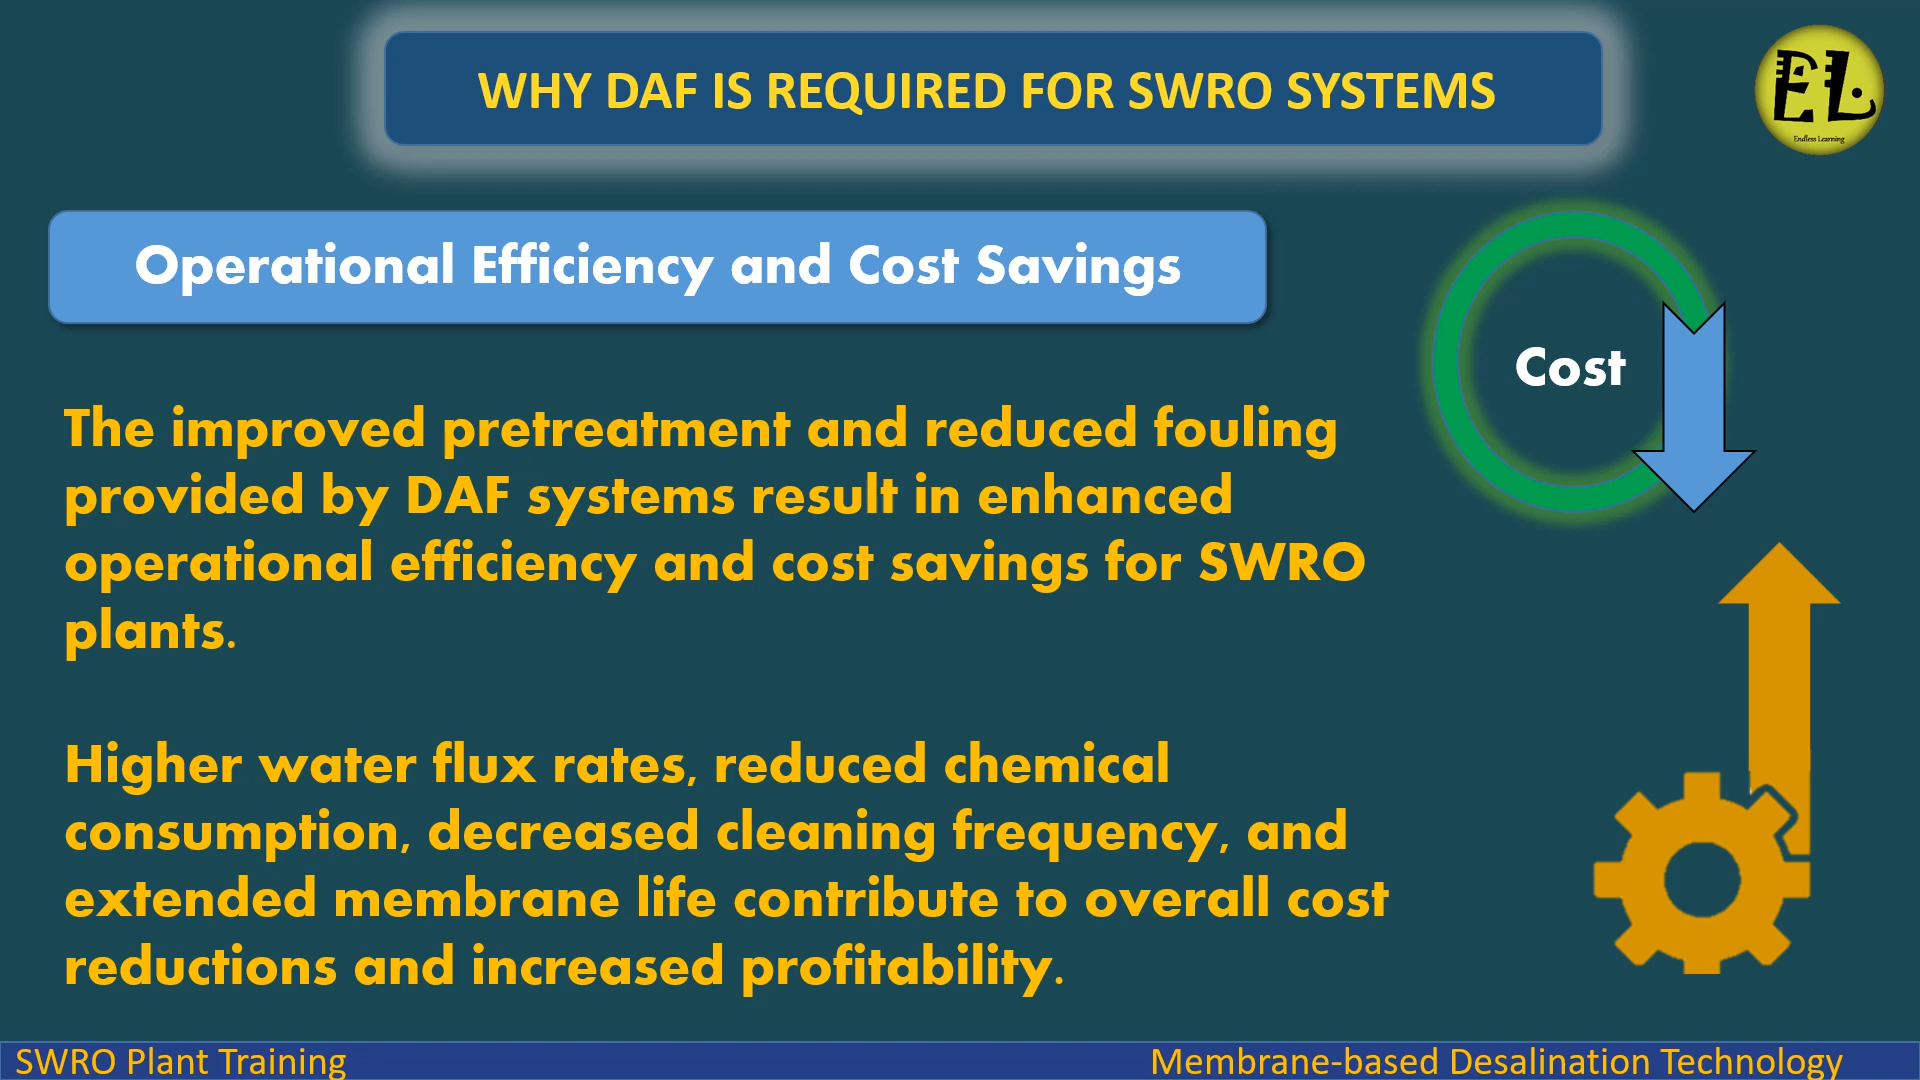 WHY DAF IS REQUIRED FOR SWRO SYSTEMS
EL
Endless Learning
Operational Efficiency and Cost Savings
Cost
The improved pretreatment and reduced fouling
provided by DAF systems result in enhanced
operational efficiency and cost savings for SWRO
plants.
Higher water flux rates, reduced chemical
consumption, decreased cleaning frequency, and
extended membrane life contribute to overall cost
reductions and increased profitability.
SWRO Plant Training
Membrane-based Desalination Technology